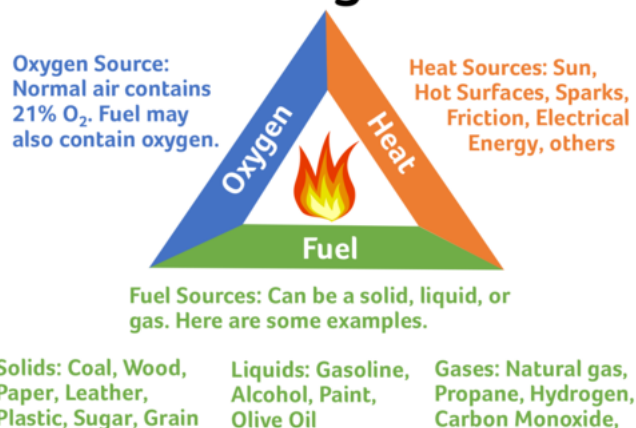 Oxygen Source:
Normal air contains
21% O₂. Fuel may
also contain oxygen.
Heat Sources: Sun,
Hot Surfaces, Sparks,
Friction, Electrical
Energy, others
Oxygen
Heat
Fuel
Fuel Sources: Can be a solid, liquid, or
gas. Here are some examples.
Solids: Coal, Wood,
Paper, Leather,
Plastic, Sugar, Grain
Liquids: Gasoline,
Alcohol, Paint,
Olive Oil
Gases: Natural gas,
Propane, Hydrogen,
Carbon Monoxide,